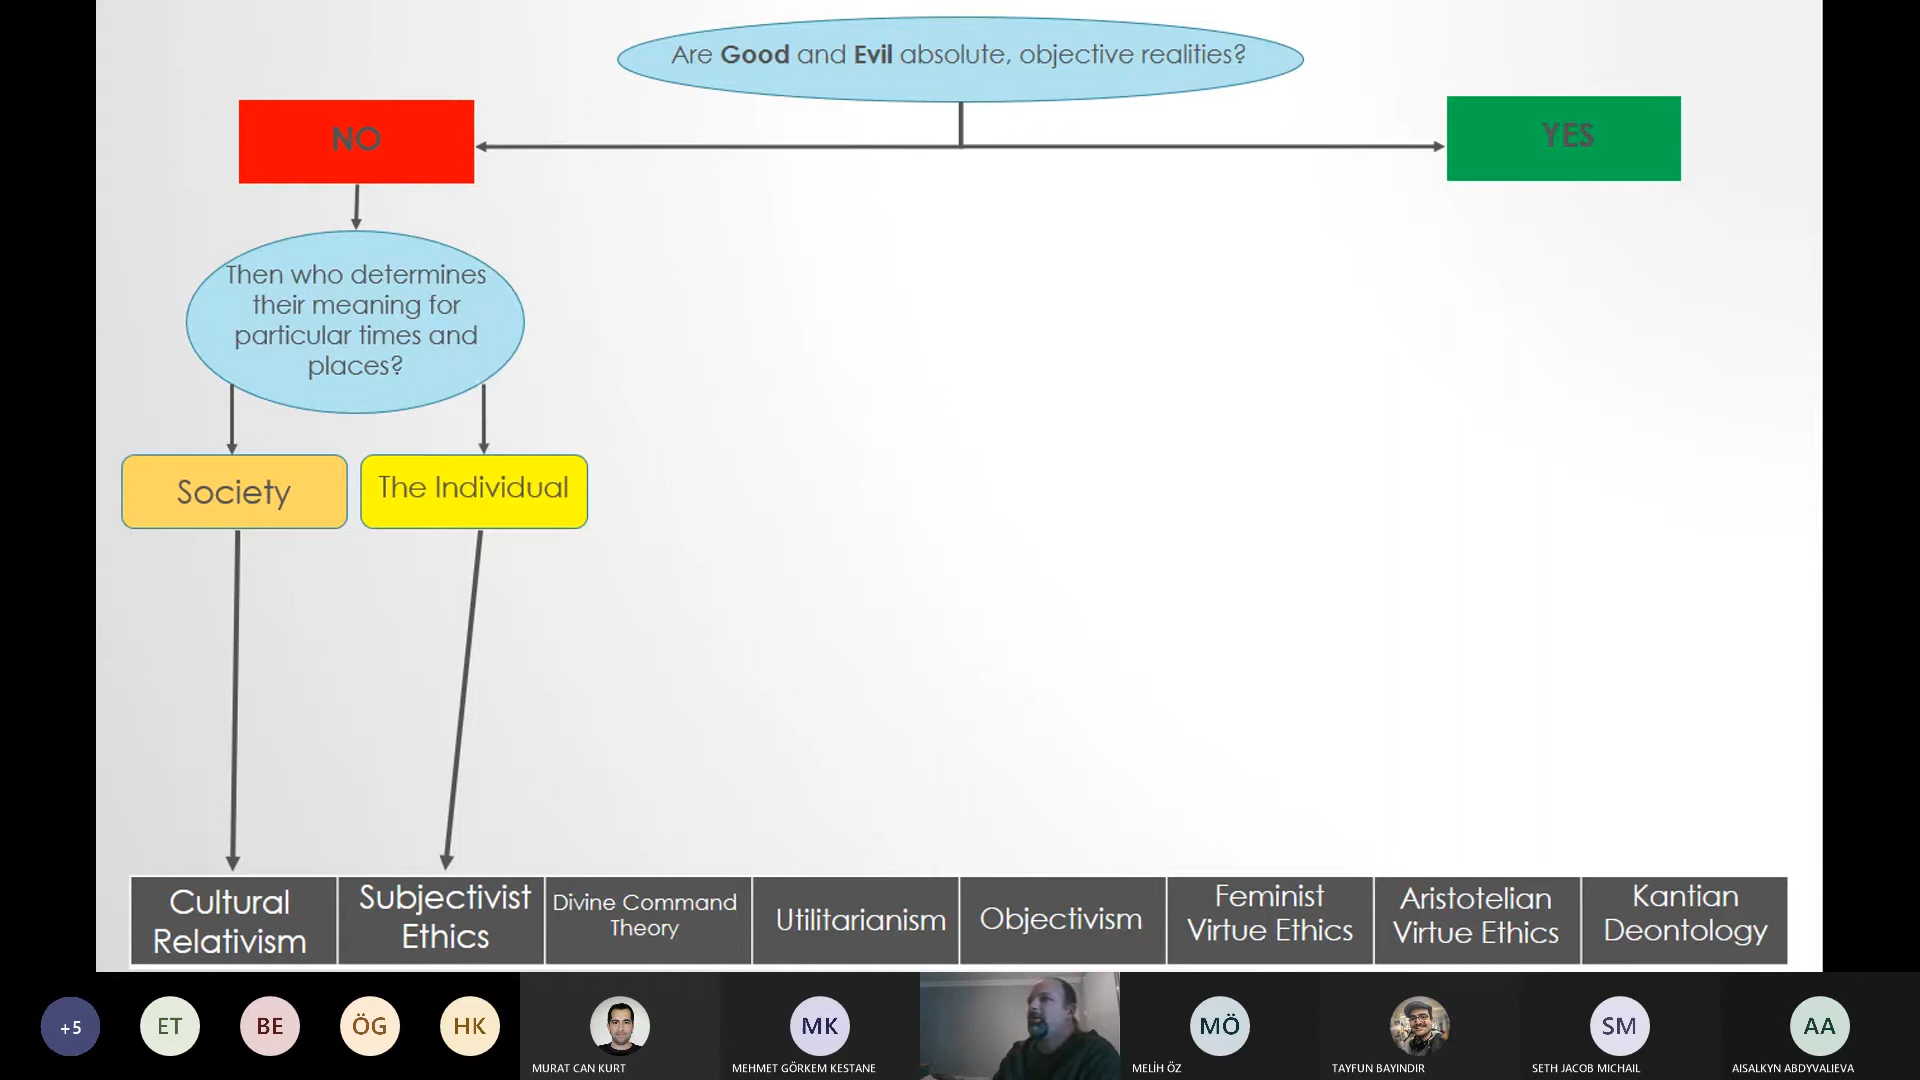 Are Good and Evil absolute, objective realities?
NO
YES
Then who determines
their meaning for
particular times and
places?
Society
The Individual
Cultural
Relativism
Subjectivist
Ethics
Divine Command
Theory
Utilitarianism
Objectivism
Feminist
Virtue Ethics
Aristotelian
Virtue Ethics
Kantian
Deontology
+5
ET
BE
ÖG
HK
MURAT CAN KURT
MK
MEHMET GÖRKEM KESTANE
MÖ
MELİH ÖZ
TAYFUN BAYINDIR
SM
SETH JACOB MICHAIL
AA
AISALKYN ABDYVALIEVA